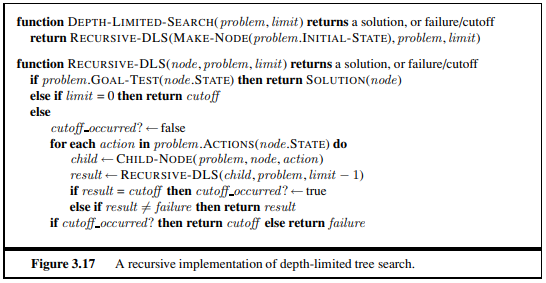 function DEPTH-LIMITED-SEARCH(problem, limit) returns a solution, or failure/cutoff
return RECURSIVE-DLS(MAKE-NODE(problem.INITIAL-STATE), problem, limit)
function RECURSIVE-DLS(node, problem, limit) returns a solution, or failure/cutoff
if problem.GOAL-TEST(node.STATE) then return SOLUTION(node)
else if limit = 0 then return cutoff
else
cutoff_occurred? ← false
for each action in problem.ACTIONS(node.STATE) do
child ← CHILD-NODE(problem, node, action)
result ← RECURSIVE-DLS(child, problem, limit − 1)
if result = cutoff then cutoff_occurred? ← true
else if result ≠ failure then return result
if cutoff_occurred? then return cutoff else return failure
Figure 3.17 A recursive implementation of depth-limited tree search.